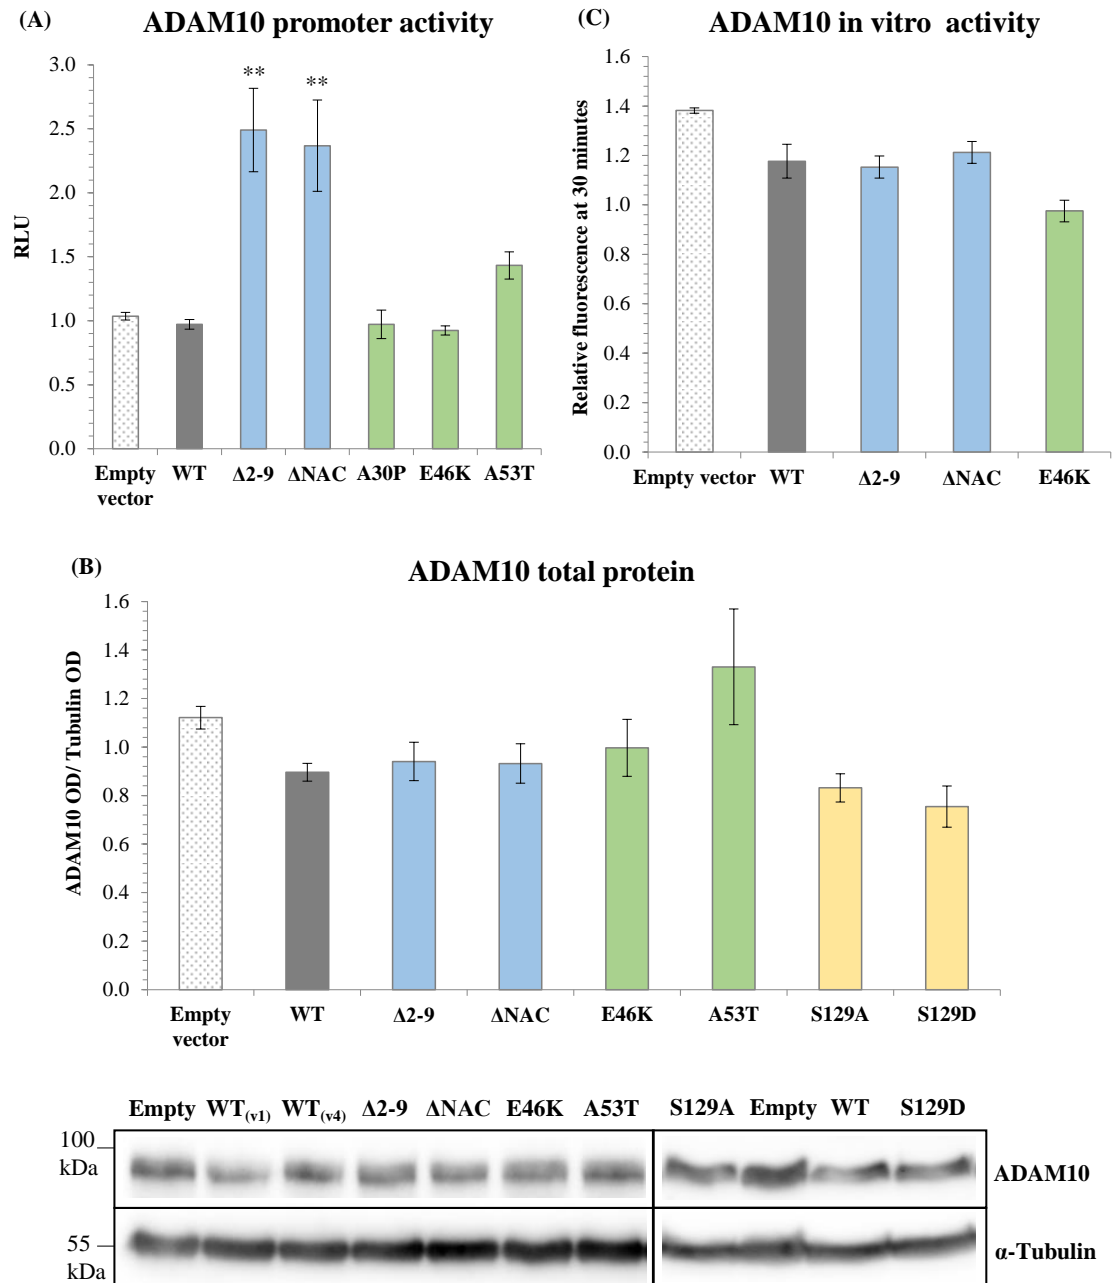 (A)
ADAM10 promoter activity
RLU
3.0
2.5
2.0
1.5
1.0
0.5
0.0
**
**
Empty vector
WT
Δ2-9
ΔNAC
A30P
E46K
A53T
(C)
ADAM10 in vitro activity
Relative fluorescence at 30 minutes
1.6
1.4
1.2
1.0
0.8
0.6
0.4
0.2
0.0
Empty vector
WT
Δ2-9
ΔNAC
E46K
(B)
ADAM10 total protein
ADAM10 OD/ Tubulin OD
1.6
1.4
1.2
1.0
0.8
0.6
0.4
0.2
0.0
Empty vector
WT
Δ2-9
ΔNAC
E46K
A53T
S129A
S129D
Empty WT(v1) WT(v4) Δ2-9 ΔNAC E46K A53T S129A Empty WT S129D
100
kDa
ADAM10
55
kDa
α-Tubulin